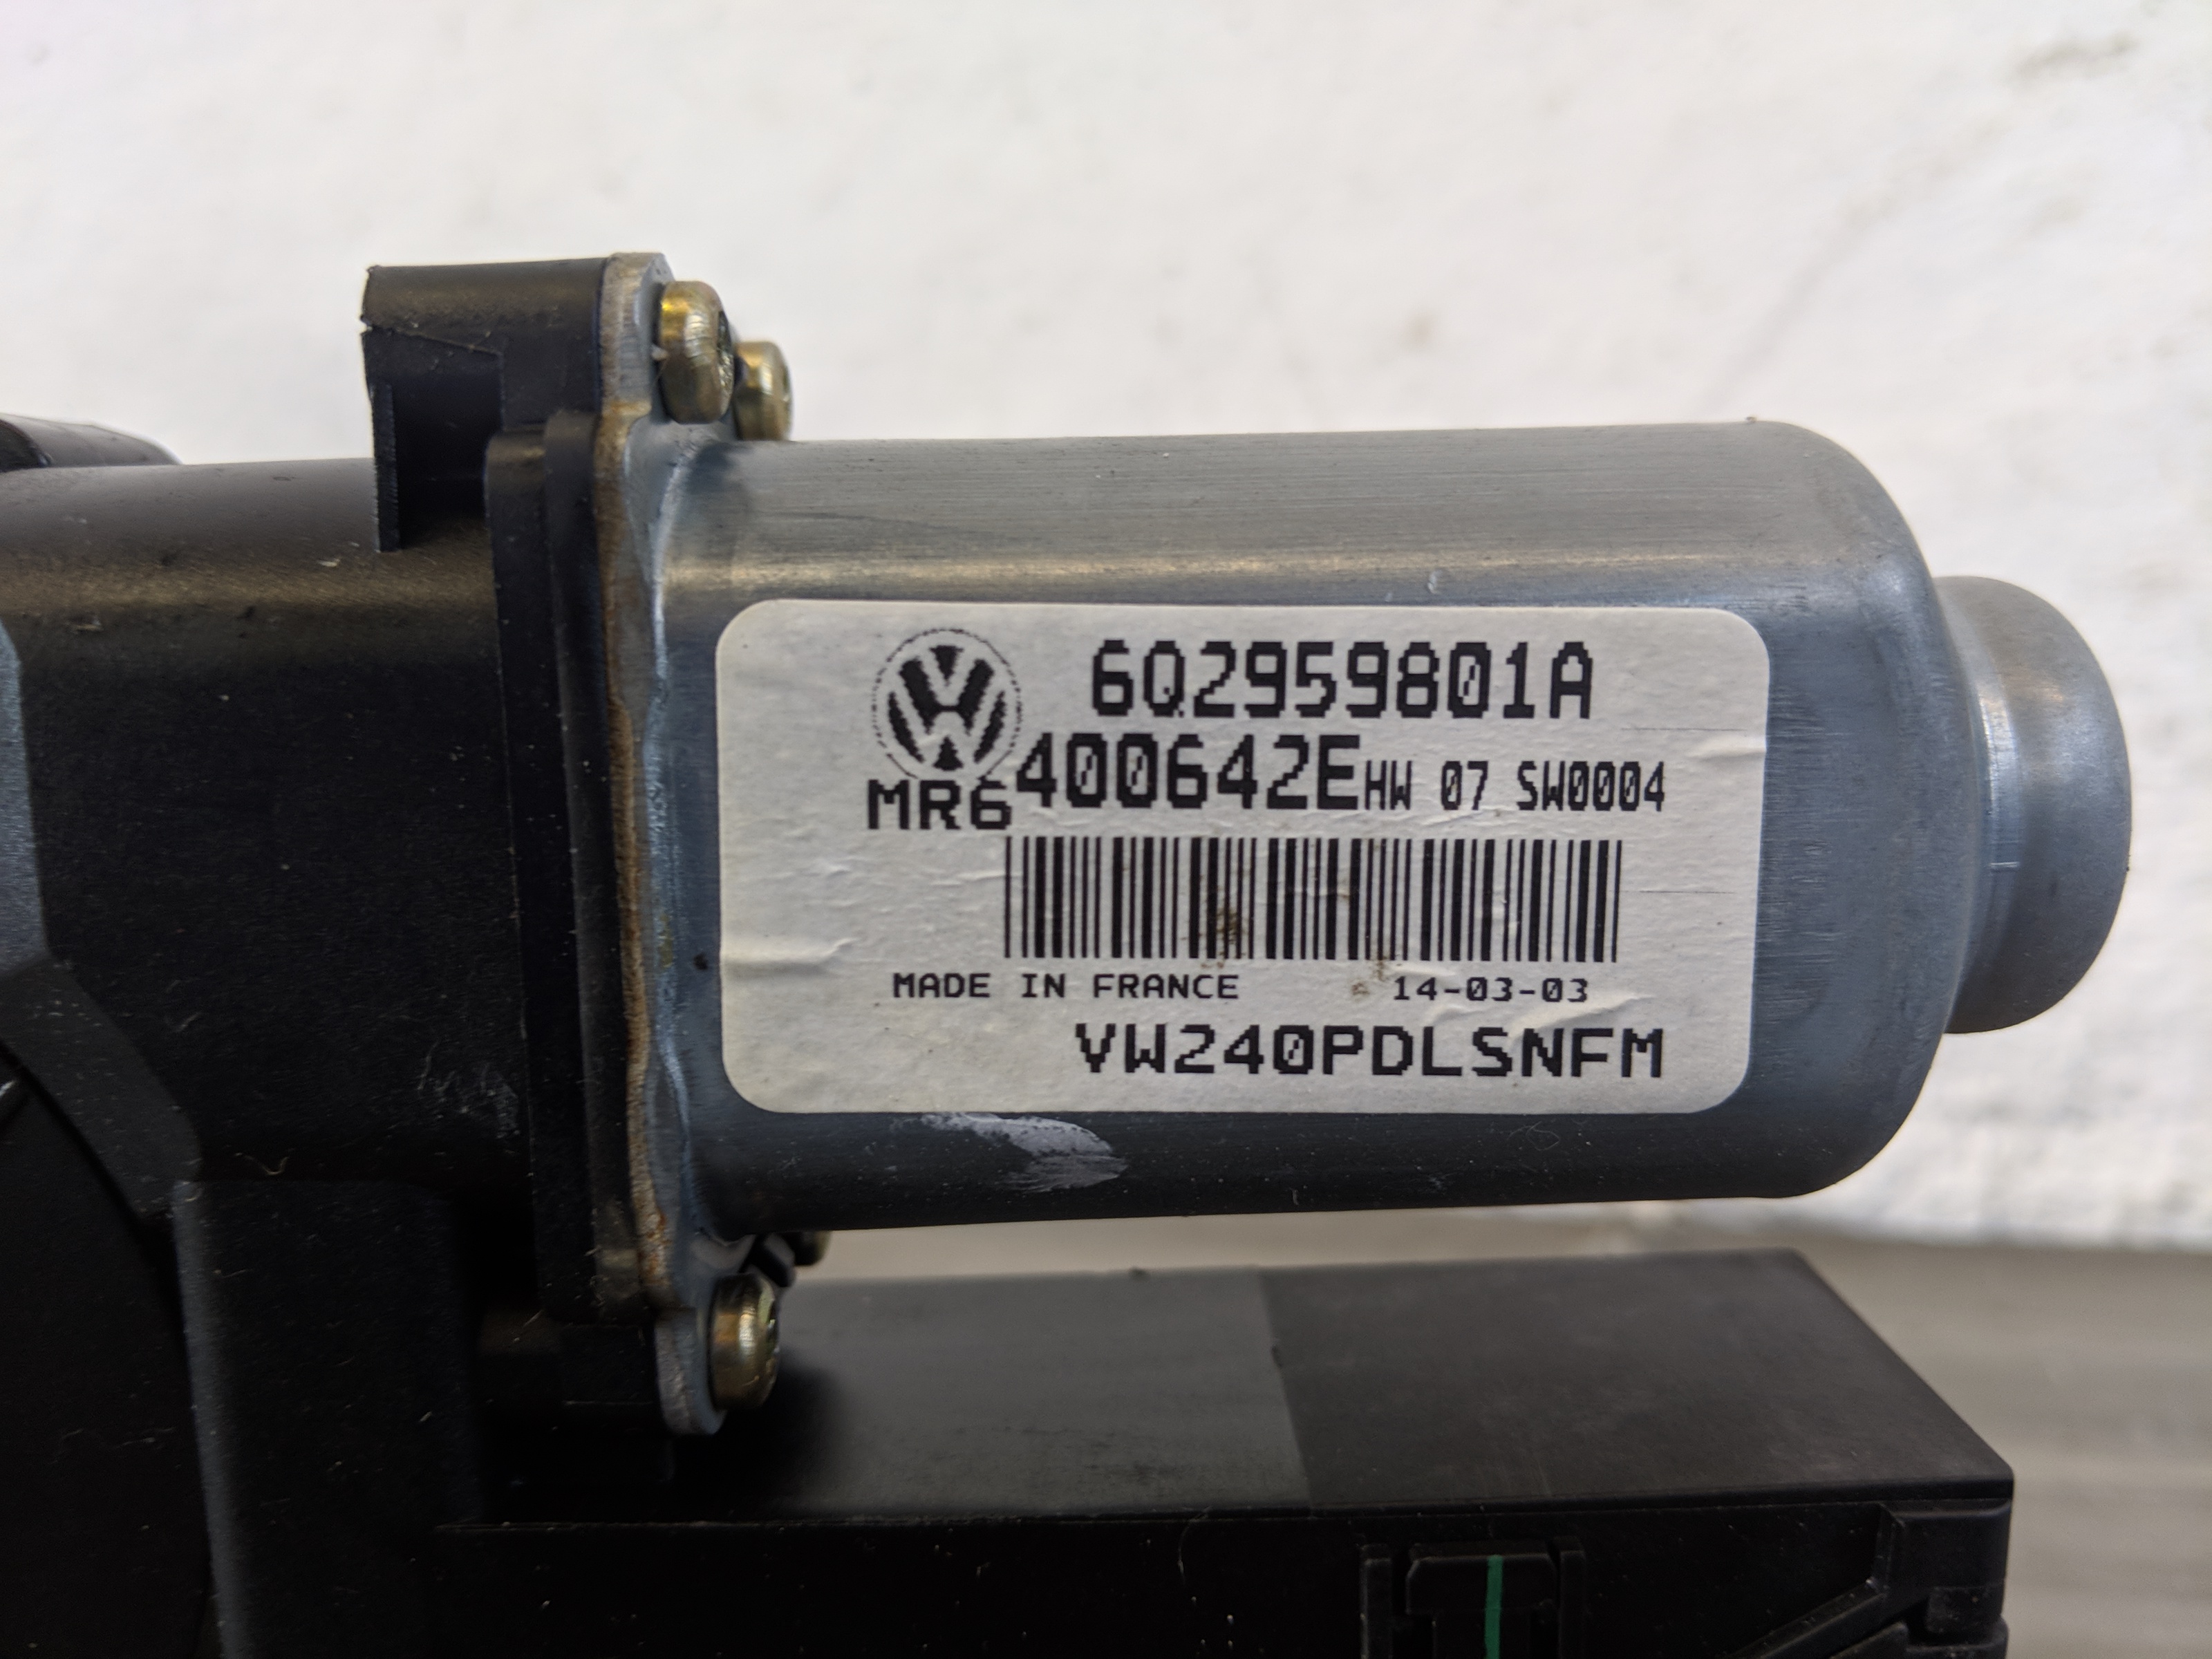 6Q2959801A
MR6 400642E HW 07 SW0004
MADE IN FRANCE 14-03-03
VW240PDLSNFM